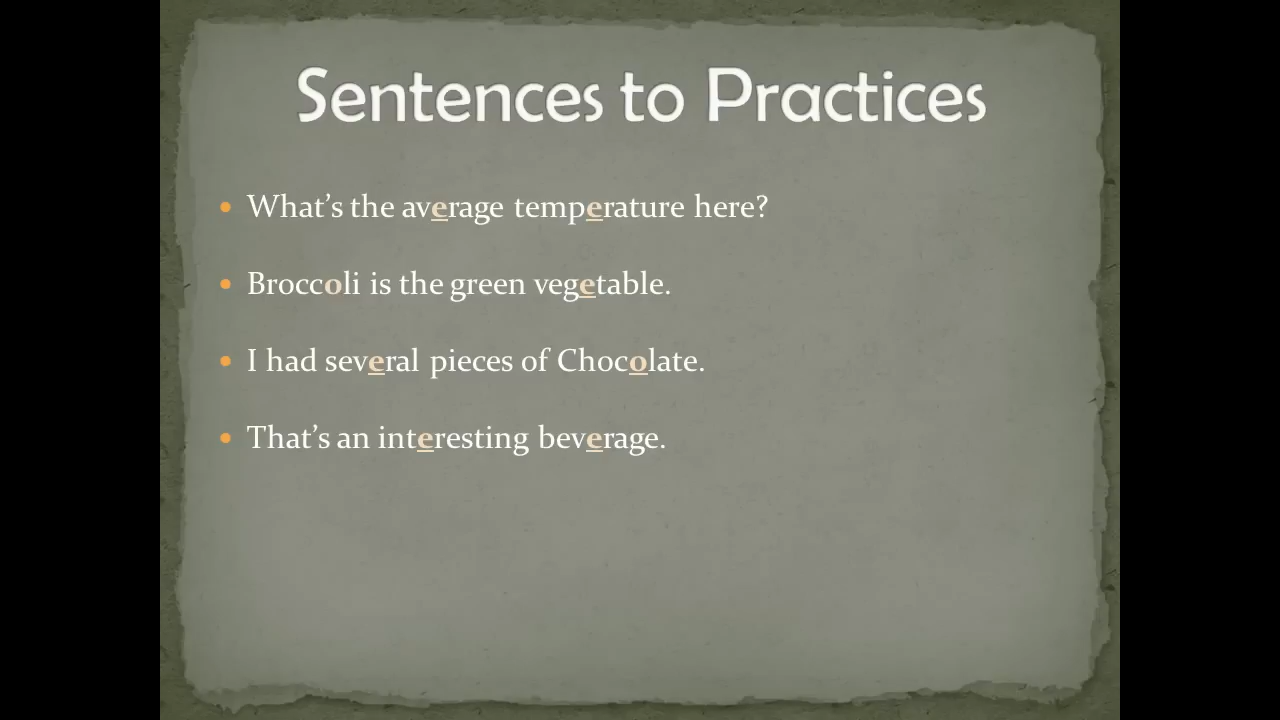 Sentences to Practices
• What's the average temperature here?
• Broccoli is the green vegetable.
• I had several pieces of Chocolate.
• That's an interesting beverage.